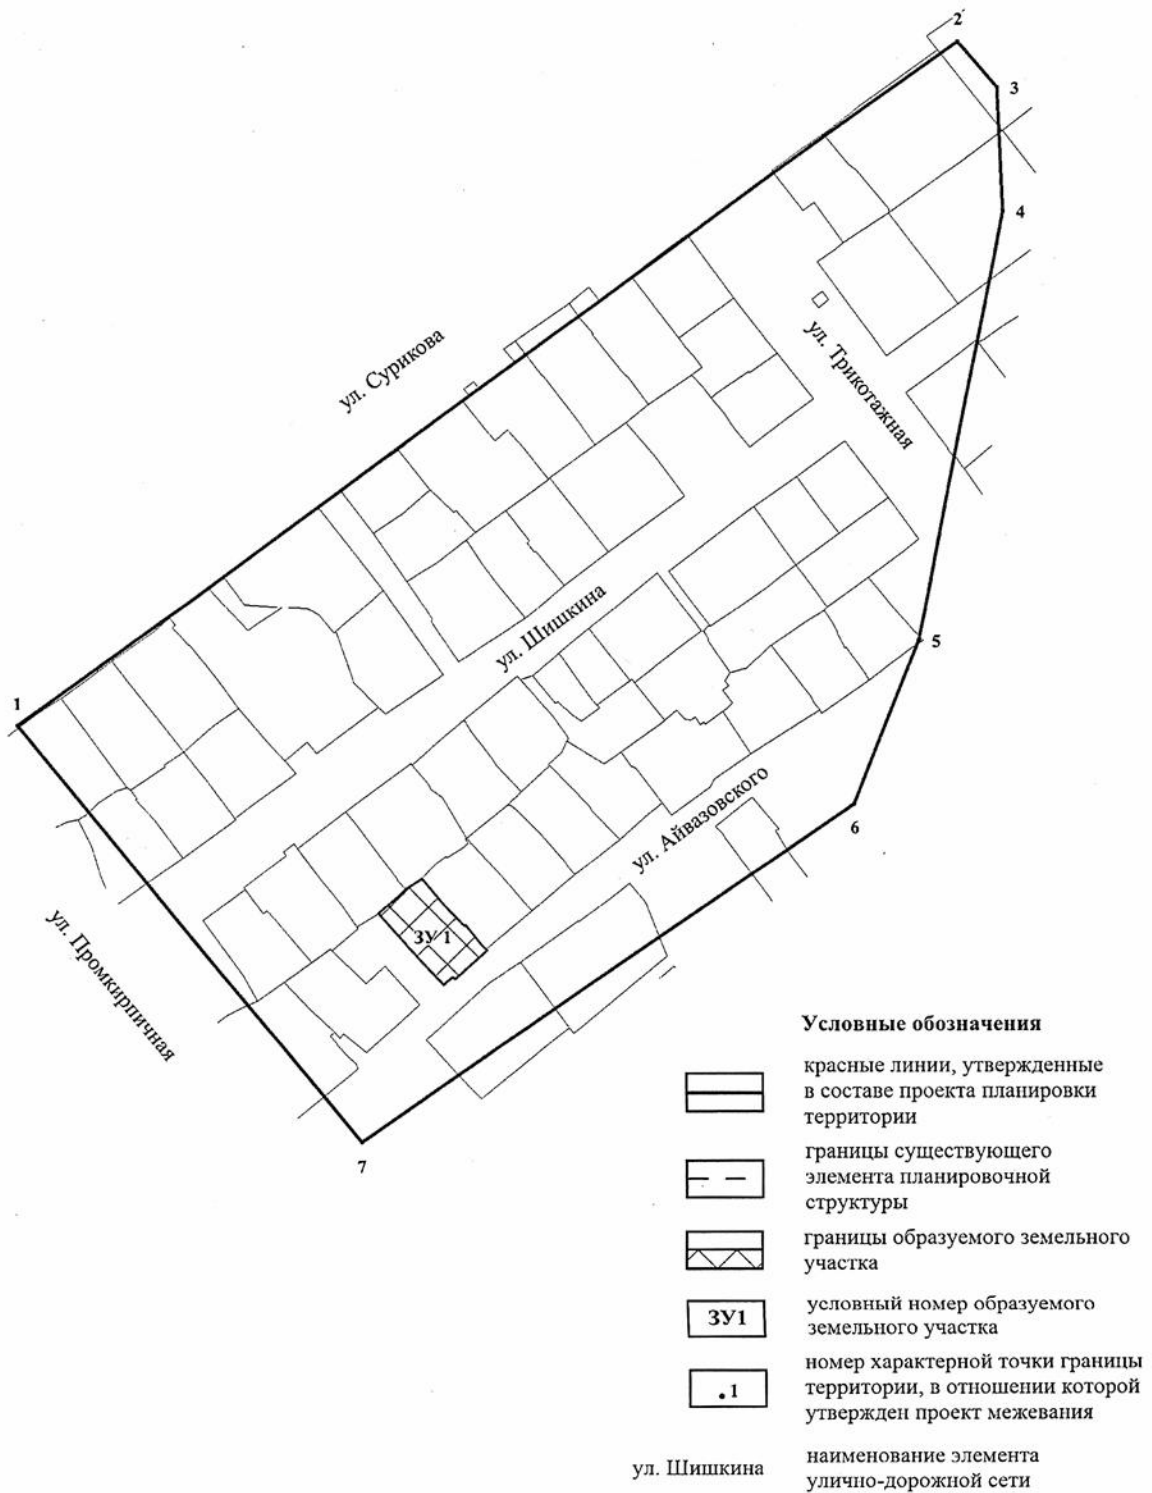 2
3
4
ул. Сурикова
ул. Трикотажная
ул. Шишкина
5
1
ул. Айвазовского
6
ЗУ 1
ул. Промкирпичная
7
Условные обозначения
красные линии, утвержденные
в составе проекта планировки
территории
границы существующего
элемента планировочной
структуры
границы образуемого земельного
участка
ЗУ1
условный номер образуемого
земельного участка
.1
номер характерной точки границы
территории, в отношении которой
утвержден проект межевания
ул. Шишкина
наименование элемента
улично-дорожной сети